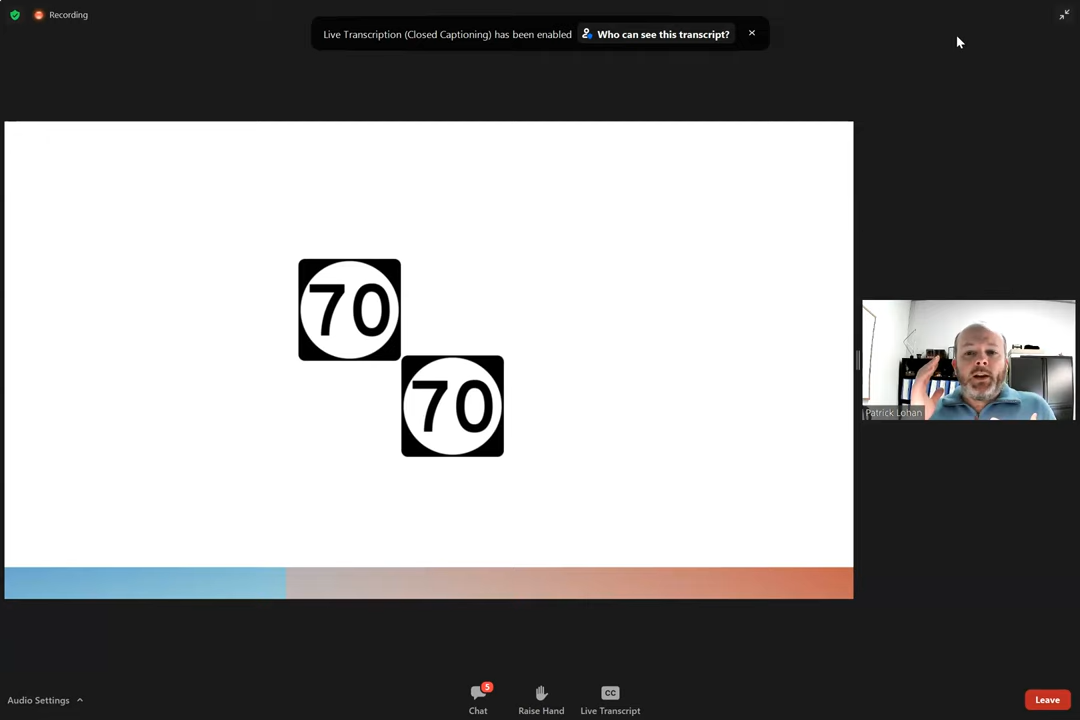 Recording
Live Transcription (Closed Captioning) has been enabled Who can see this transcript?
70
70
Patrick Lohan
Audio Settings
5
Chat
Raise Hand
CC
Live Transcript
Leave